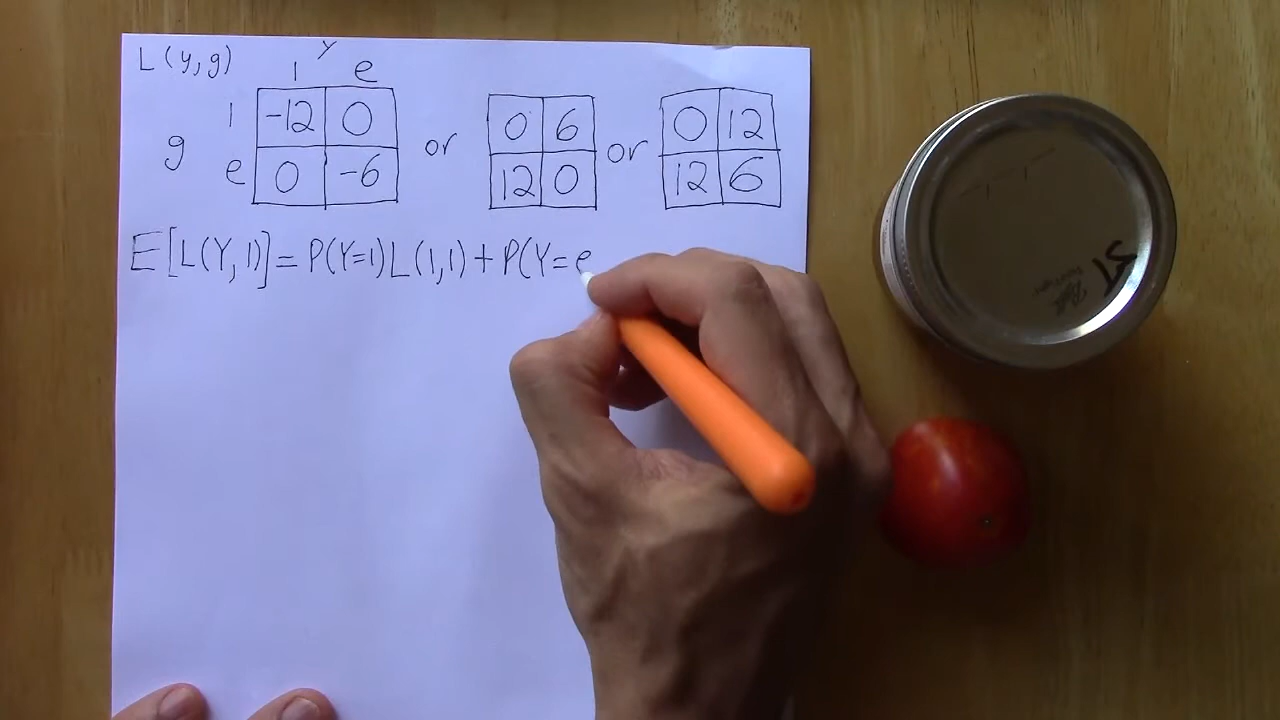 L(y,g)
y
1 e
g 1 -12 0 or 0 6 or 0 12
e 0 -6 12 0 12 6
E[L(Y,1)]=P(Y=1)L(1,1)+P(Y=e